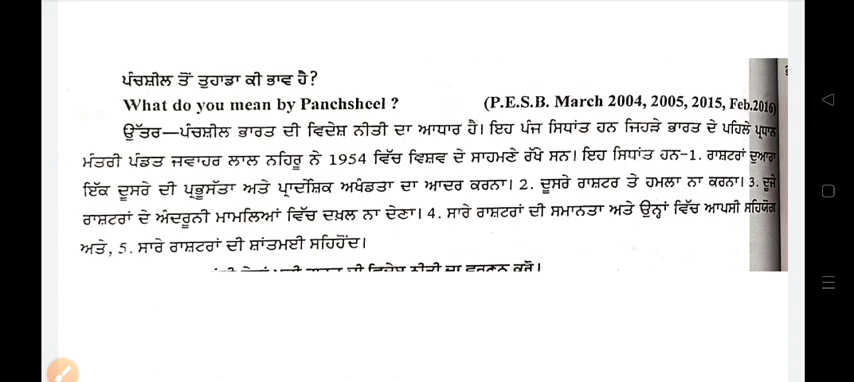 ਪੰਚਸ਼ੀਲ ਤੋਂ ਤੁਹਾਡਾ ਕੀ ਭਾਵ ਹੈ?
What do you mean by Panchsheel ? (P.E.S.B. March 2004, 2005, 2015, Feb.2016)
ਉੱਤਰ—ਪੰਚਸ਼ੀਲ ਭਾਰਤ ਦੀ ਵਿਦੇਸ਼ ਨੀਤੀ ਦਾ ਆਧਾਰ ਹੈ। ਇਹ ਪੰਜ ਸਿਧਾਂਤ ਹਨ ਜਿਹੜੇ ਭਾਰਤ ਦੇ ਪਹਿਲੇ ਪ੍ਰਧਾਨ
ਮੰਤਰੀ ਪੰਡਤ ਜਵਾਹਰ ਲਾਲ ਨਹਿਰੂ ਨੇ 1954 ਵਿੱਚ ਵਿਸ਼ਵ ਦੇ ਸਾਹਮਣੇ ਰੱਖੇ ਸਨ। ਇਹ ਸਿਧਾਂਤ ਹਨ-1. ਰਾਸ਼ਟਰਾਂ ਦੁਆਰਾ
ਇੱਕ ਦੂਸਰੇ ਦੀ ਪ੍ਰਭੂਸੱਤਾ ਅਤੇ ਪ੍ਰਾਦੇਸ਼ਿਕ ਅਖੰਡਤਾ ਦਾ ਆਦਰ ਕਰਨਾ। 2. ਦੂਸਰੇ ਰਾਸ਼ਟਰ ਤੇ ਹਮਲਾ ਨਾ ਕਰਨਾ। 3. ਦੂਜੇ
ਰਾਸ਼ਟਰਾਂ ਦੇ ਅੰਦਰੂਨੀ ਮਾਮਲਿਆਂ ਵਿੱਚ ਦਖ਼ਲ ਨਾ ਦੇਣਾ। 4. ਸਾਰੇ ਰਾਸ਼ਟਰਾਂ ਦੀ ਸਮਾਨਤਾ ਅਤੇ ਉਨ੍ਹਾਂ ਵਿੱਚ ਆਪਸੀ ਸਹਿਯੋਗ
ਅਤੇ, 5. ਸਾਰੇ ਰਾਸ਼ਟਰਾਂ ਦੀ ਸ਼ਾਂਤਮਈ ਸਹਿਹੋਂਦ।
ਦੀ ਵਿਦੇਸ਼ ਨੀਤੀ ਦਾ ਵਰਣਨ ਕਰੋ।